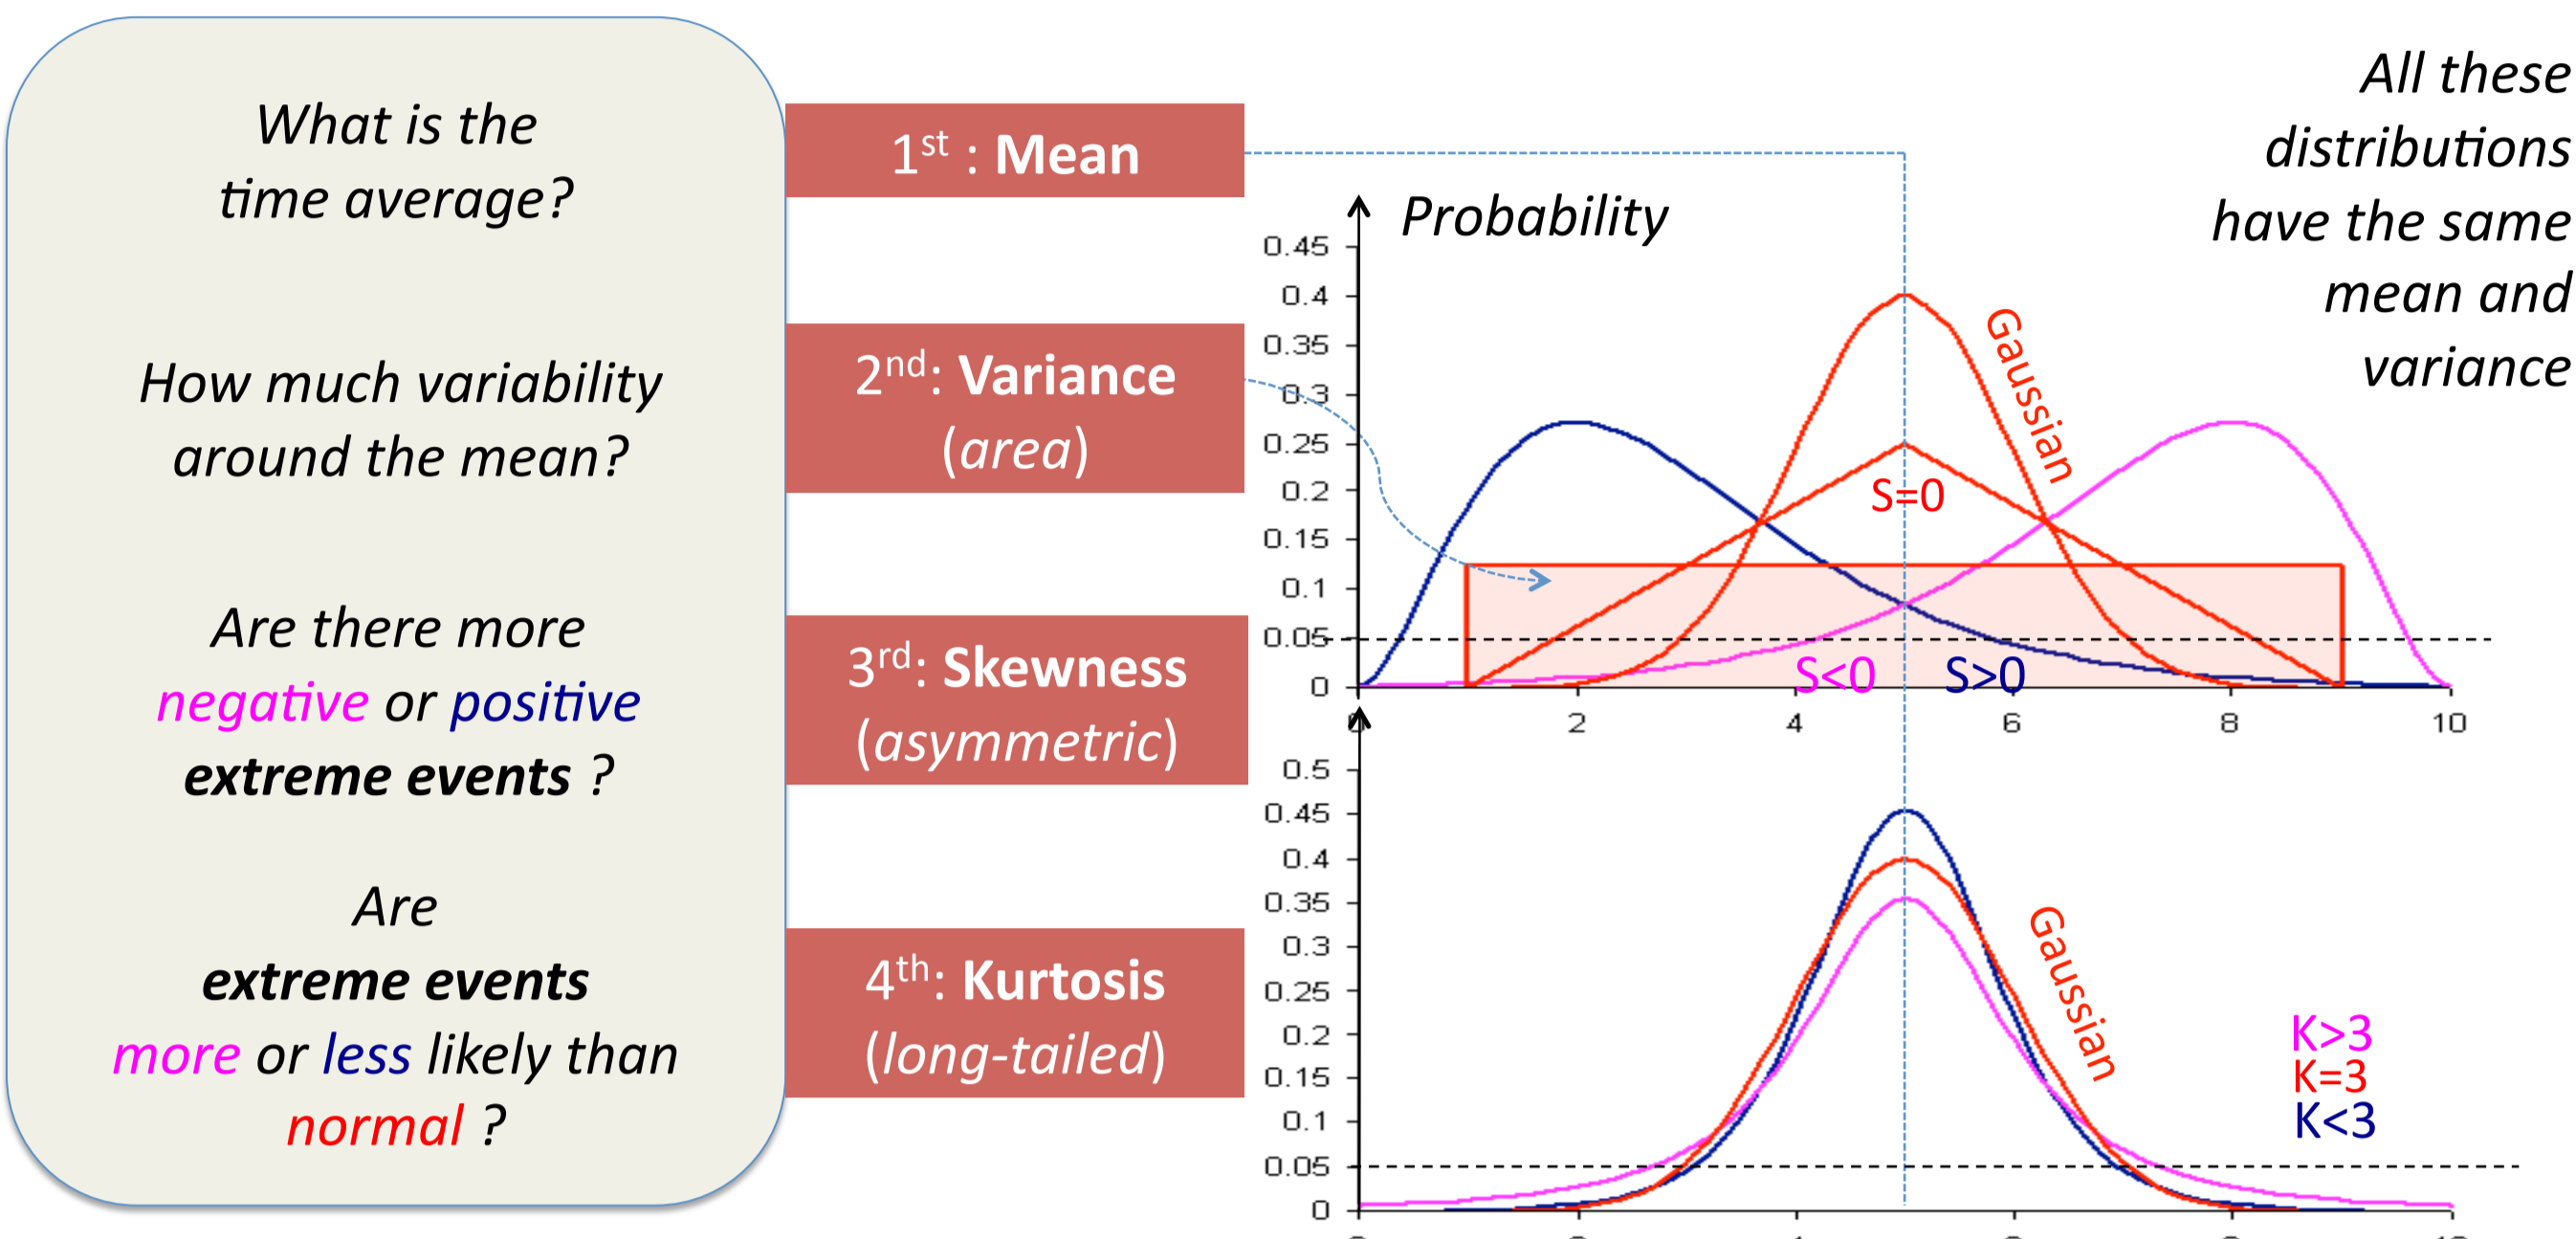 What is the
time average?
How much variability
around the mean?
Are there more
negative or positive
extreme events ?
Are
extreme events
more or less likely than
normal ?
1st : Mean
2nd: Variance
(area)
3rd: Skewness
(asymmetric)
4th: Kurtosis
(long-tailed)
All these
distributions
have the same
mean and
variance
Probability
0.45
0.4
0.35
0.3
0.25
0.2
0.15
0.1
0.05
0
Gaussian
S=0
S<0
S>0
2
4
6
8
10
0.5
0.45
0.4
0.35
0.3
0.25
0.2
0.15
0.1
0.05
0
Gaussian
K>3
K=3
K<3